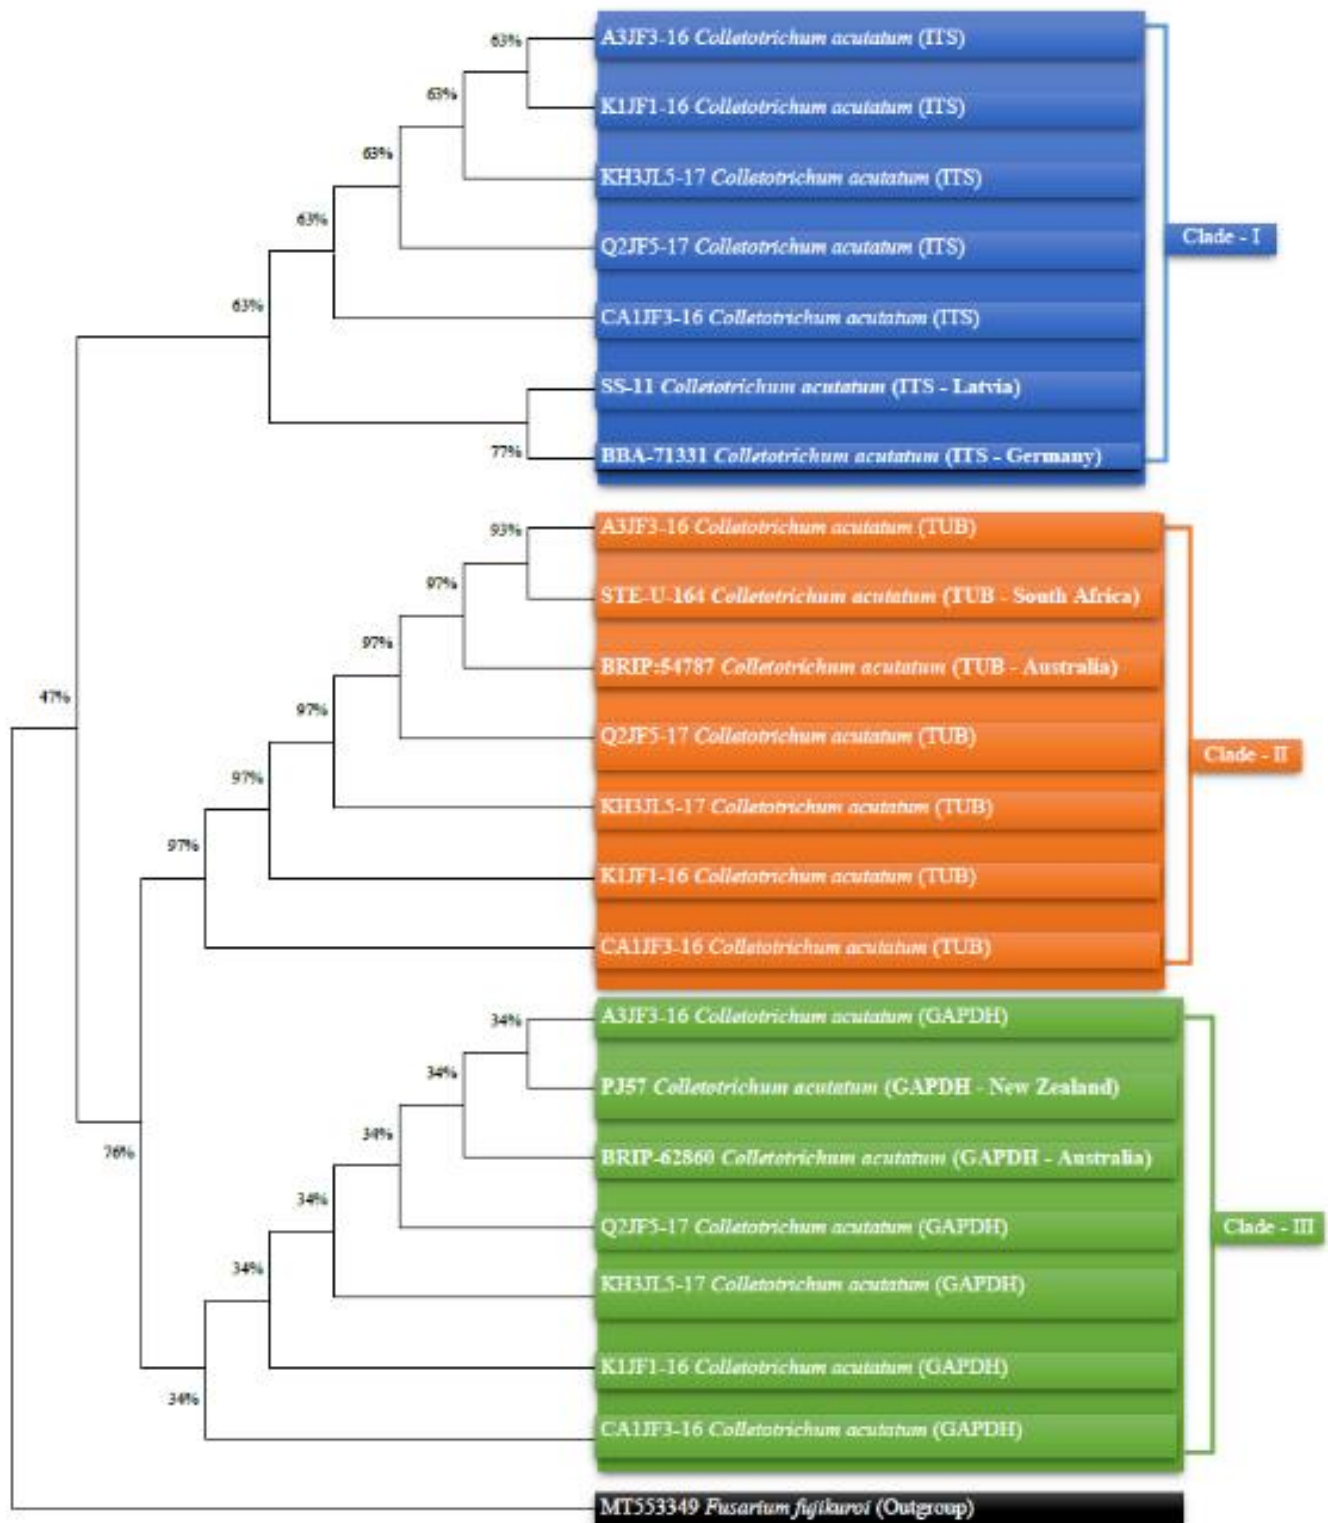 63%
A3JF3-16 Colletotrichum acutatum (ITS)
63%
K1JF1-16 Colletotrichum acutatum (ITS)
63%
KH3JL5-17 Colletotrichum acutatum (ITS)
63%
Q2JF5-17 Colletotrichum acutatum (ITS)
Clade - I
63%
CA1JF3-16 Colletotrichum acutatum (ITS)
SS-11 Colletotrichum acutatum (ITS - Latvia)
77%
BBA-71331 Colletotrichum acutatum (ITS - Germany)
93%
A3JF3-16 Colletotrichum acutatum (TUB)
97%
STE-U-164 Colletotrichum acutatum (TUB - South Africa)
97%
BRIP:54787 Colletotrichum acutatum (TUB - Australia)
47%
97%
Q2JF5-17 Colletotrichum acutatum (TUB)
Clade - II
97%
KH3JL5-17 Colletotrichum acutatum (TUB)
97%
K1JF1-16 Colletotrichum acutatum (TUB)
CA1JF3-16 Colletotrichum acutatum (TUB)
34%
A3JF3-16 Colletotrichum acutatum (GAPDH)
34%
PJ57 Colletotrichum acutatum (GAPDH - New Zealand)
34%
76%
BRIP-62860 Colletotrichum acutatum (GAPDH - Australia)
34%
Q2JF5-17 Colletotrichum acutatum (GAPDH)
Clade - III
34%
KH3JL5-17 Colletotrichum acutatum (GAPDH)
K1JF1-16 Colletotrichum acutatum (GAPDH)
34%
CA1JF3-16 Colletotrichum acutatum (GAPDH)
MT553349 Fusarium fujikuroi (Outgroup)